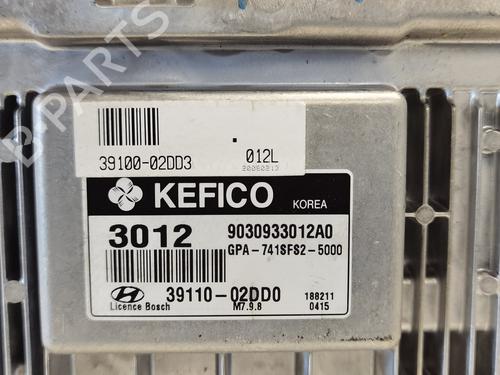 39100-02DD3
012L
KEFICO
KOREA
3012
9030933012A0
GPA-741SFS2-5000
39110-02DD0
188211
Licence Bosch
M7.9.8
0415